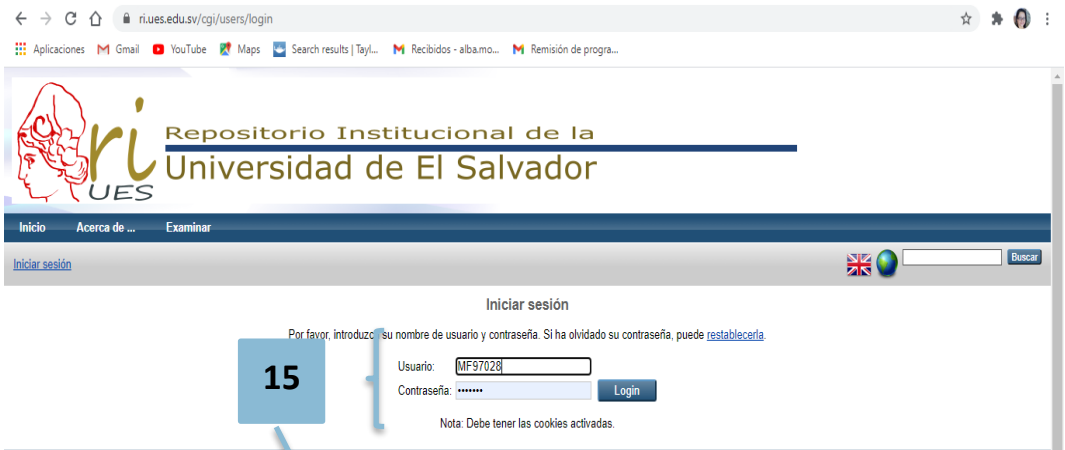 ri.ues.edu.sv/cgi/users/login
Aplicaciones Gmail YouTube Maps Search results | Tayl... Recibidos - alba.mo... Remisión de progra...
ri
UES
Repositorio Institucional de la
Universidad de El Salvador
Inicio Acerca de ... Examinar
Iniciar sesión
Buscar
Iniciar sesión
Por favor, introduzca su nombre de usuario y contraseña. Si ha olvidado su contraseña, puede restablecerla.
15
Usuario: MF97028
Contraseña: •••••••
Login
Nota: Debe tener las cookies activadas.